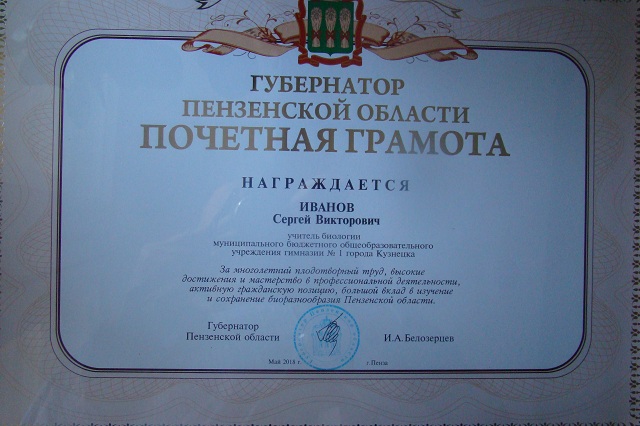 ГУБЕРНАТОР
ПЕНЗЕНСКОЙ ОБЛАСТИ
ПОЧЕТНАЯ ГРАМОТА
НАГРАЖДАЕТСЯ
ИВАНОВ
Сергей Викторович
учитель биологии
муниципального бюджетного общеобразовательного
учреждения гимназии № 1 города Кузнецка
За многолетний плодотворный труд, высокие
достижения и мастерство в профессиональной деятельности,
активную гражданскую позицию, большой вклад в изучение
и сохранение биоразнообразия Пензенской области.
Губернатор
Пензенской области
И.А.Белозерцев
Май 2018 г.
г.Пенза